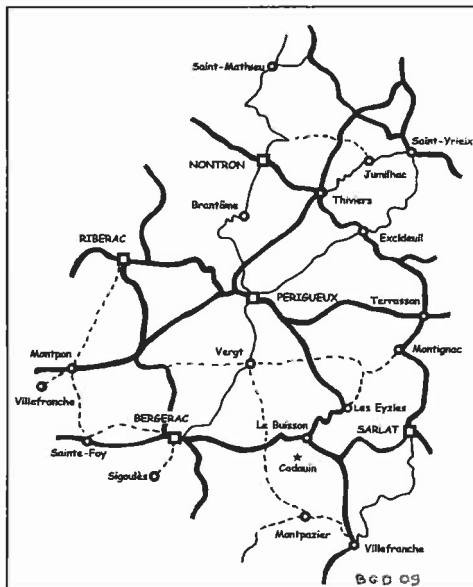 Saint-Mathieu
Saint-Yrieix
NONTRON
Jumilhac
Thiviers
Brantôme
Excideuil
RIBERAC
PÉRIGUEUX
Terrasson
Montpon
Vergt
Montignac
Villefranche
Les Eyzies
BERGERAC
Le Buisson
SARLAT
Sainte-Foy
Cadouin
Sigoulès
Montpazier
Villefranche
BGD 09